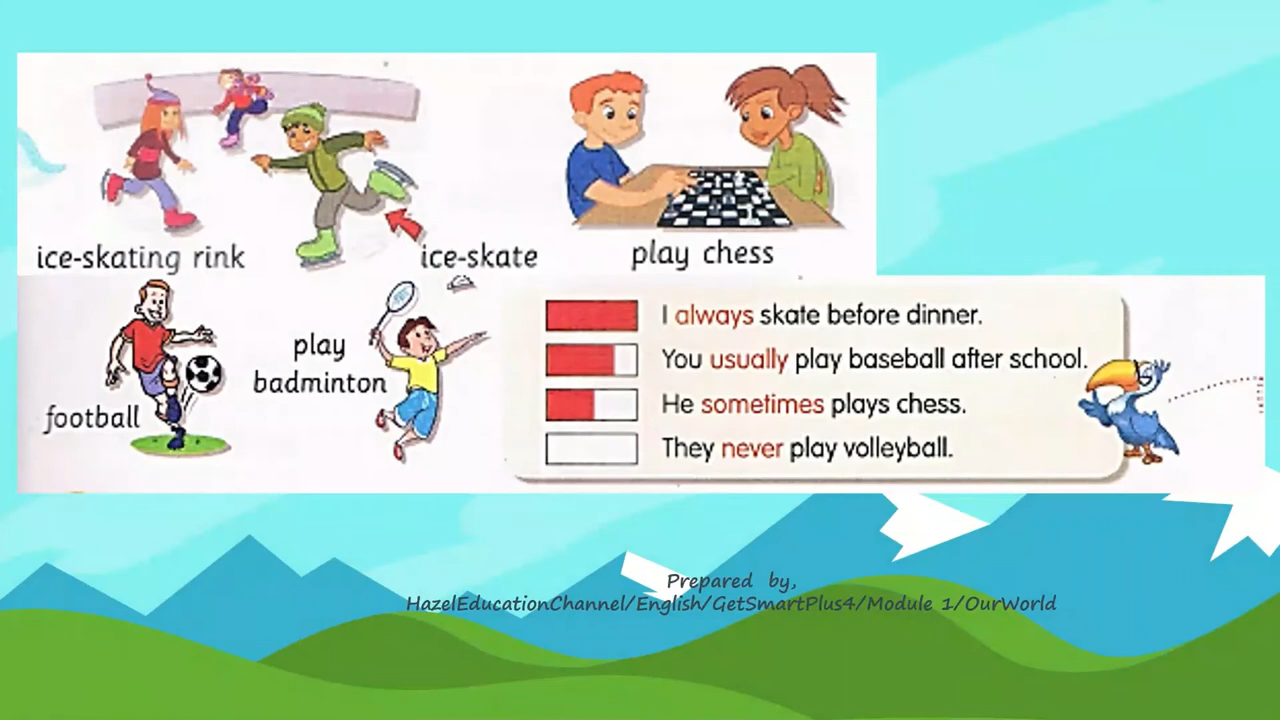 ice-skating rink
ice-skate
play chess
football
play
badminton
I always skate before dinner.
You usually play baseball after school.
He sometimes plays chess.
They never play volleyball.
Prepared by,
HazelEducationChannel/English/GetSmartPlus4/Module 1/OurWorld